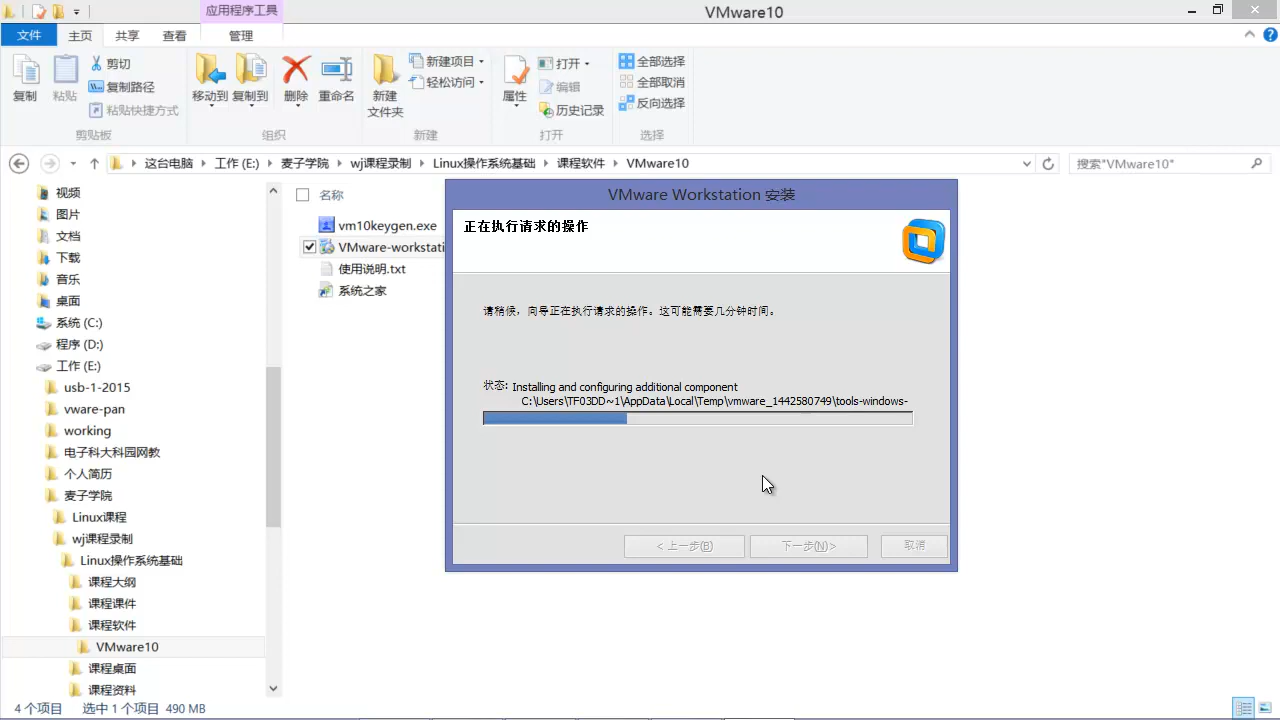 应用程序工具
VMware10
文件
主页
共享
查看
管理
复制
粘贴
剪切
复制路径
粘贴快捷方式
剪贴板
移动到
复制到
删除
重命名
组织
新建
文件夹
新建项目
轻松访问
新建
属性
打开
编辑
历史记录
打开
全部选择
全部取消
反向选择
选择
这台电脑
工作 (E:)
麦子学院
wj课程录制
Linux操作系统基础
课程软件
VMware10
搜索"VMware10"
视频
图片
文档
下载
音乐
桌面
系统 (C:)
程序 (D:)
工作 (E:)
usb-1-2015
vware-pan
working
电子科大科园网教
个人简历
麦子学院
Linux课程
wj课程录制
Linux操作系统基础
课程大纲
课程课件
课程软件
VMware10
课程桌面
课程资料
名称
vm10keygen.exe
VMware-workstati
使用说明.txt
系统之家
VMware Workstation 安装
正在执行请求的操作
请稍候，向导正在执行请求的操作。这可能需要几分钟时间。
状态: Installing and configuring additional component
C:\Users\TF03DD~1\AppData\Local\Temp\vmware_1442580749\tools-windows-
< 上一步(B)
下一步(N)>
取消
4 个项目
选中 1 个项目 490 MB